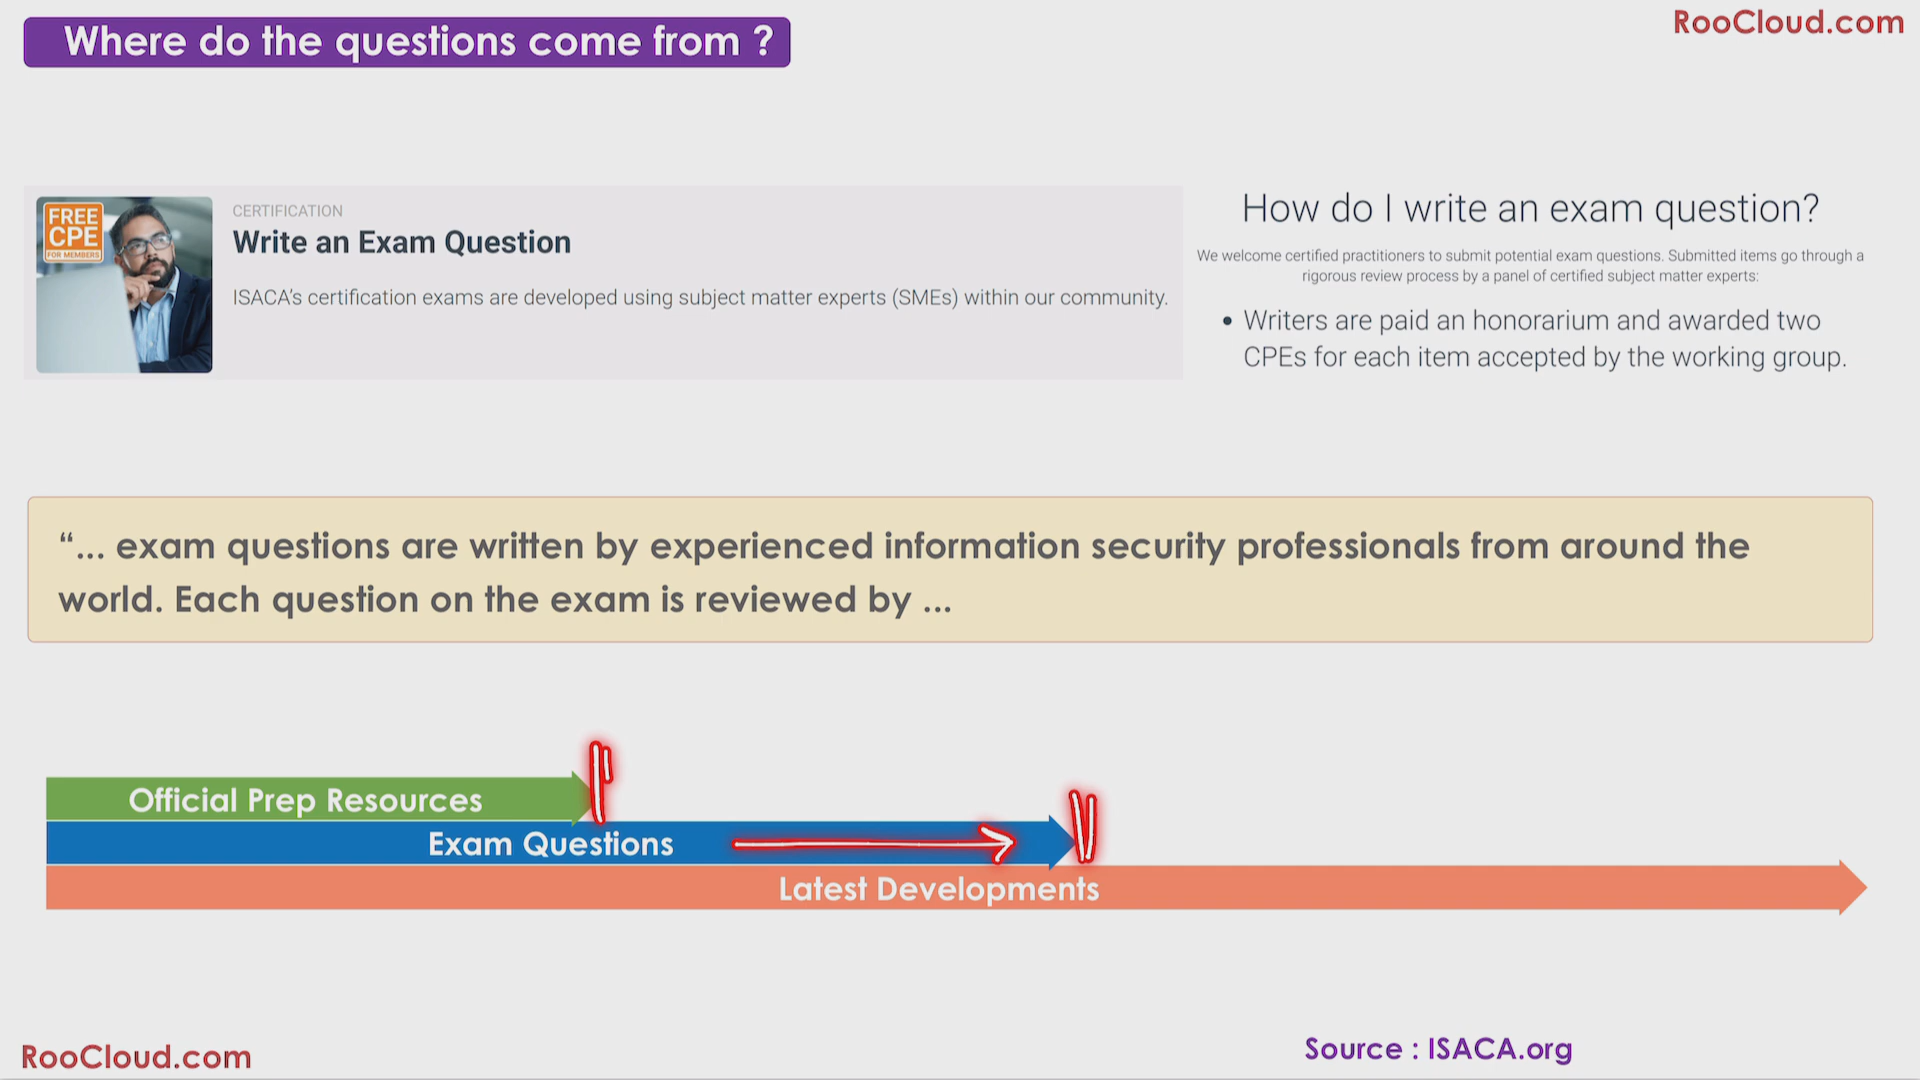 Where do the questions come from ?
RooCloud.com
FREE
CPE
FOR MEMBERS
CERTIFICATION
Write an Exam Question
ISACA's certification exams are developed using subject matter experts (SMEs) within our community.
How do I write an exam question?
We welcome certified practitioners to submit potential exam questions. Submitted items go through a
rigorous review process by a panel of certified subject matter experts:
• Writers are paid an honorarium and awarded two
CPEs for each item accepted by the working group.
“... exam questions are written by experienced information security professionals from around the
world. Each question on the exam is reviewed by ...
Official Prep Resources
Exam Questions
Latest Developments
RooCloud.com
Source : ISACA.org